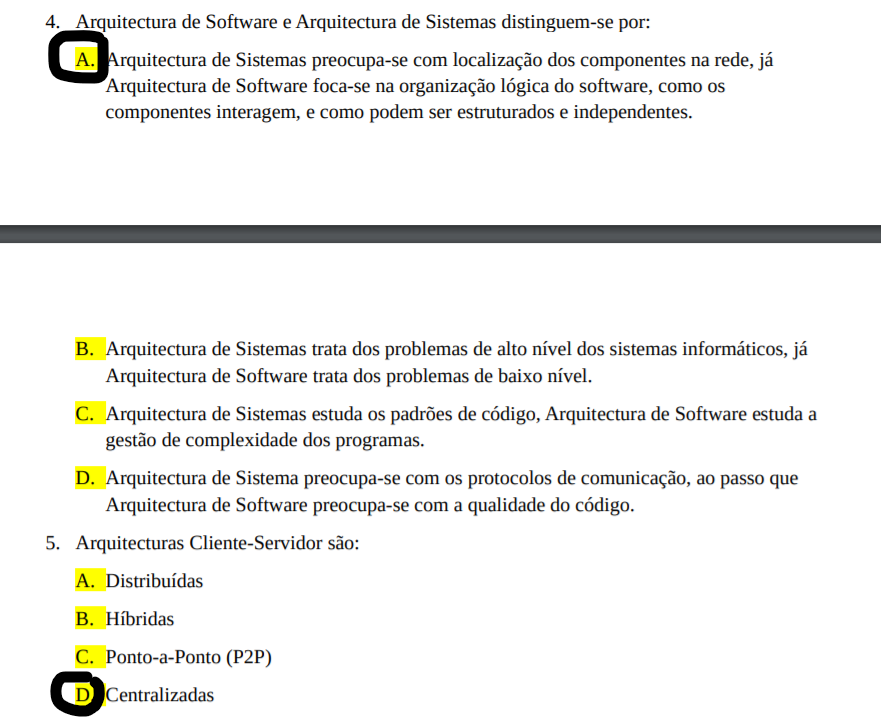 4. Arquitectura de Software e Arquitectura de Sistemas distinguem-se por:
A. Arquitectura de Sistemas preocupa-se com localização dos componentes na rede, já
Arquitectura de Software foca-se na organização lógica do software, como os
componentes interagem, e como podem ser estruturados e independentes.
B. Arquitectura de Sistemas trata dos problemas de alto nível dos sistemas informáticos, já
Arquitectura de Software trata dos problemas de baixo nível.
C. Arquitectura de Sistemas estuda os padrões de código, Arquitectura de Software estuda a
gestão de complexidade dos programas.
D. Arquitectura de Sistema preocupa-se com os protocolos de comunicação, ao passo que
Arquitectura de Software preocupa-se com a qualidade do código.
5. Arquitecturas Cliente-Servidor são:
A. Distribuídas
B. Híbridas
C. Ponto-a-Ponto (P2P)
D. Centralizadas